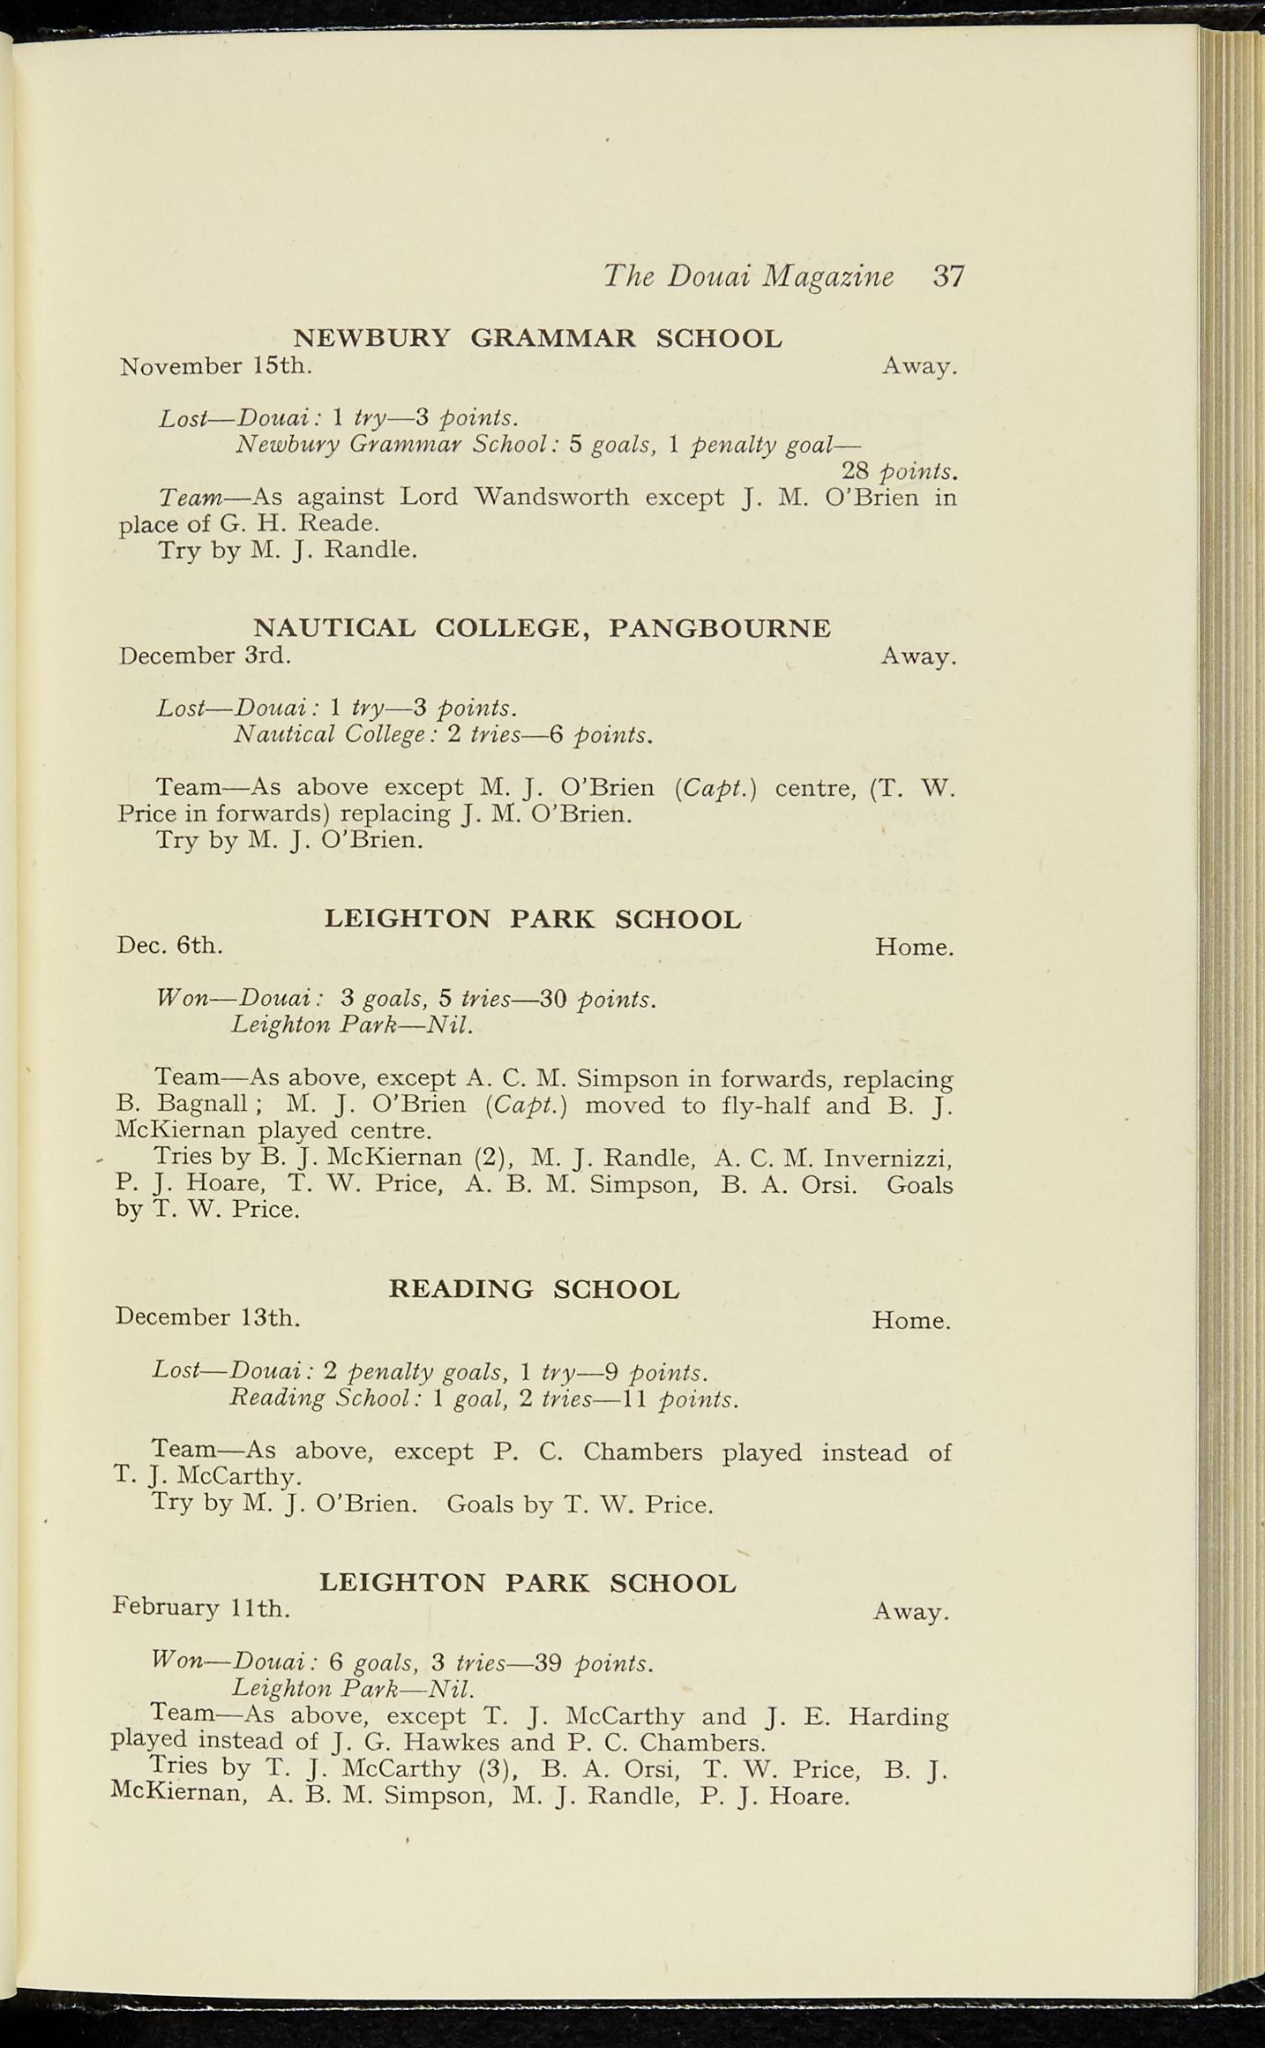 The Douai Magazine 37
NEWBURY GRAMMAR SCHOOL
November 15th. Away.
Lost—Douai: 1 try—3 points.
Newbury Grammar School: 5 goals, 1 penalty goal—
28 points.
Team—As against Lord Wandsworth except J. M. O'Brien in
place of G. H. Reade.
Try by M. J. Randle.
NAUTICAL COLLEGE, PANGBOURNE
December 3rd. Away.
Lost—Douai: 1 try—3 points.
Nautical College: 2 tries—6 points.
Team—As above except M. J. O'Brien (Capt.) centre, (T. W.
Price in forwards) replacing J. M. O'Brien.
Try by M. J. O'Brien.
LEIGHTON PARK SCHOOL
Dec. 6th. Home.
Won—Douai: 3 goals, 5 tries—30 points.
Leighton Park—Nil.
Team—As above, except A. C. M. Simpson in forwards, replacing
B. Bagnall; M. J. O'Brien (Capt.) moved to fly-half and B. J.
McKiernan played centre.
Tries by B. J. McKiernan (2), M. J. Randle, A. C. M. Invernizzi,
P. J. Hoare, T. W. Price, A. B. M. Simpson, B. A. Orsi. Goals
by T. W. Price.
READING SCHOOL
December 13th. Home.
Lost—Douai: 2 penalty goals, 1 try—9 points.
Reading School: 1 goal, 2 tries—11 points.
Team—As above, except P. C. Chambers played instead of
T. J. McCarthy.
Try by M. J. O'Brien. Goals by T. W. Price.
LEIGHTON PARK SCHOOL
February 11th. Away.
Won—Douai: 6 goals, 3 tries—39 points.
Leighton Park—Nil.
Team—As above, except T. J. McCarthy and J. E. Harding
played instead of J. G. Hawkes and P. C. Chambers.
Tries by T. J. McCarthy (3), B. A. Orsi, T. W. Price, B. J.
McKiernan, A. B. M. Simpson, M. J. Randle, P. J. Hoare.